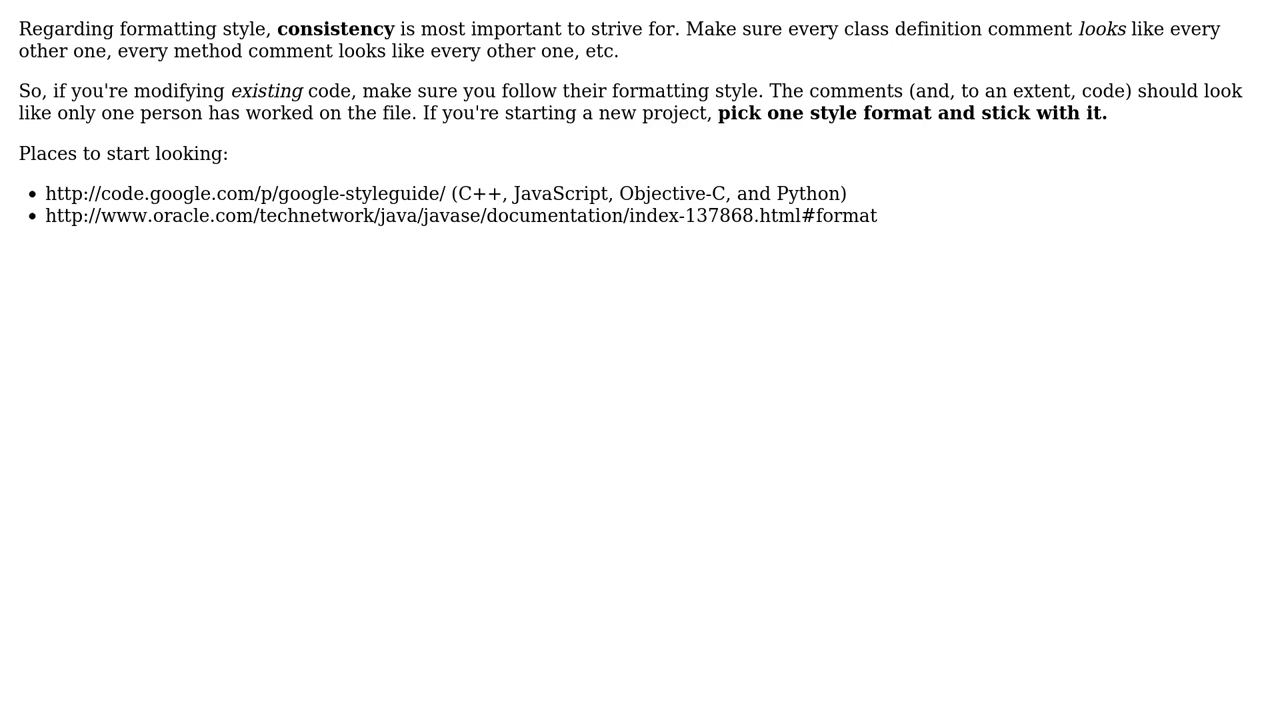 Regarding formatting style, consistency is most important to strive for. Make sure every class definition comment looks like every
other one, every method comment looks like every other one, etc.
So, if you're modifying existing code, make sure you follow their formatting style. The comments (and, to an extent, code) should look
like only one person has worked on the file. If you're starting a new project, pick one style format and stick with it.
Places to start looking:
• http://code.google.com/p/google-styleguide/ (C++, JavaScript, Objective-C, and Python)
• http://www.oracle.com/technetwork/java/javase/documentation/index-137868.html#format